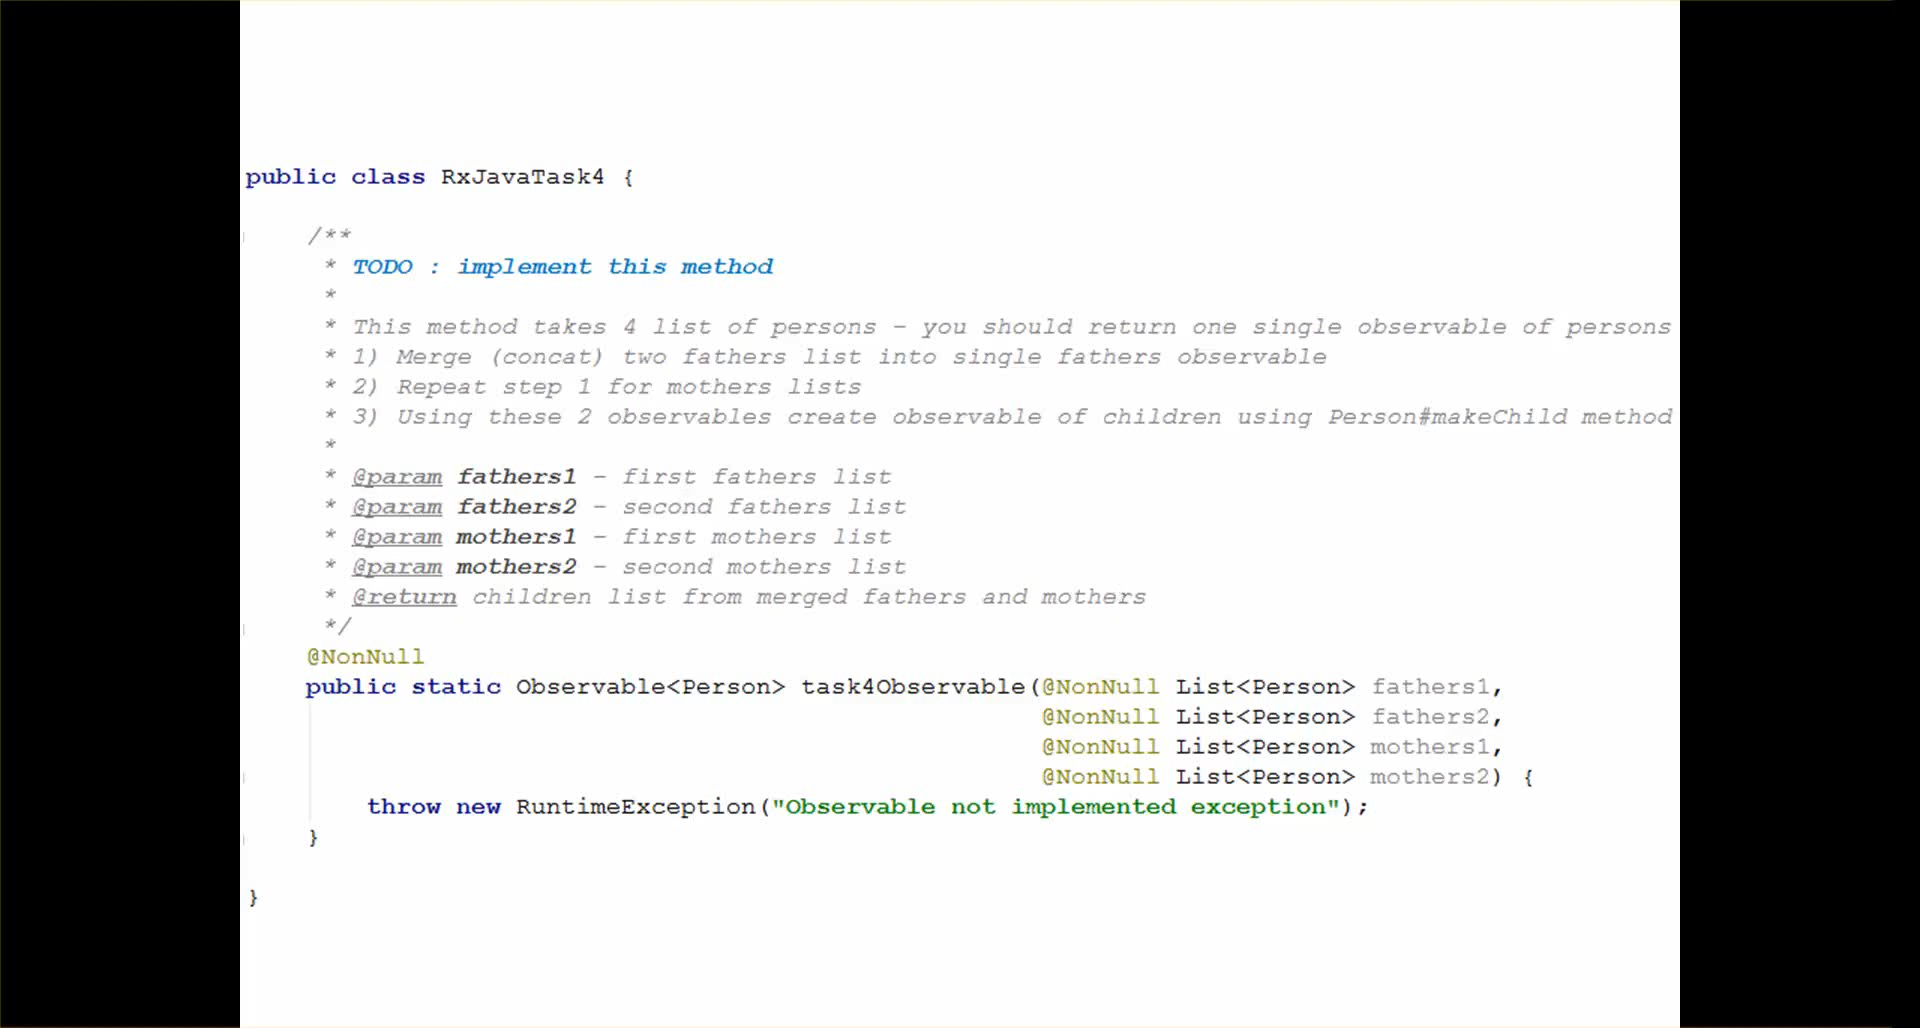 public class RxJavaTask4 {
/**
* TODO : implement this method
*
* This method takes 4 list of persons - you should return one single observable of persons
* 1) Merge (concat) two fathers list into single fathers observable
* 2) Repeat step 1 for mothers lists
* 3) Using these 2 observables create observable of children using Person#makeChild method
*
* @param fathers1 - first fathers list
* @param fathers2 - second fathers list
* @param mothers1 - first mothers list
* @param mothers2 - second mothers list
* @return children list from merged fathers and mothers
*/
@NonNull
public static Observable<Person> task4Observable(@NonNull List<Person> fathers1,
@NonNull List<Person> fathers2,
@NonNull List<Person> mothers1,
@NonNull List<Person> mothers2) {
throw new RuntimeException("Observable not implemented exception");
}
}